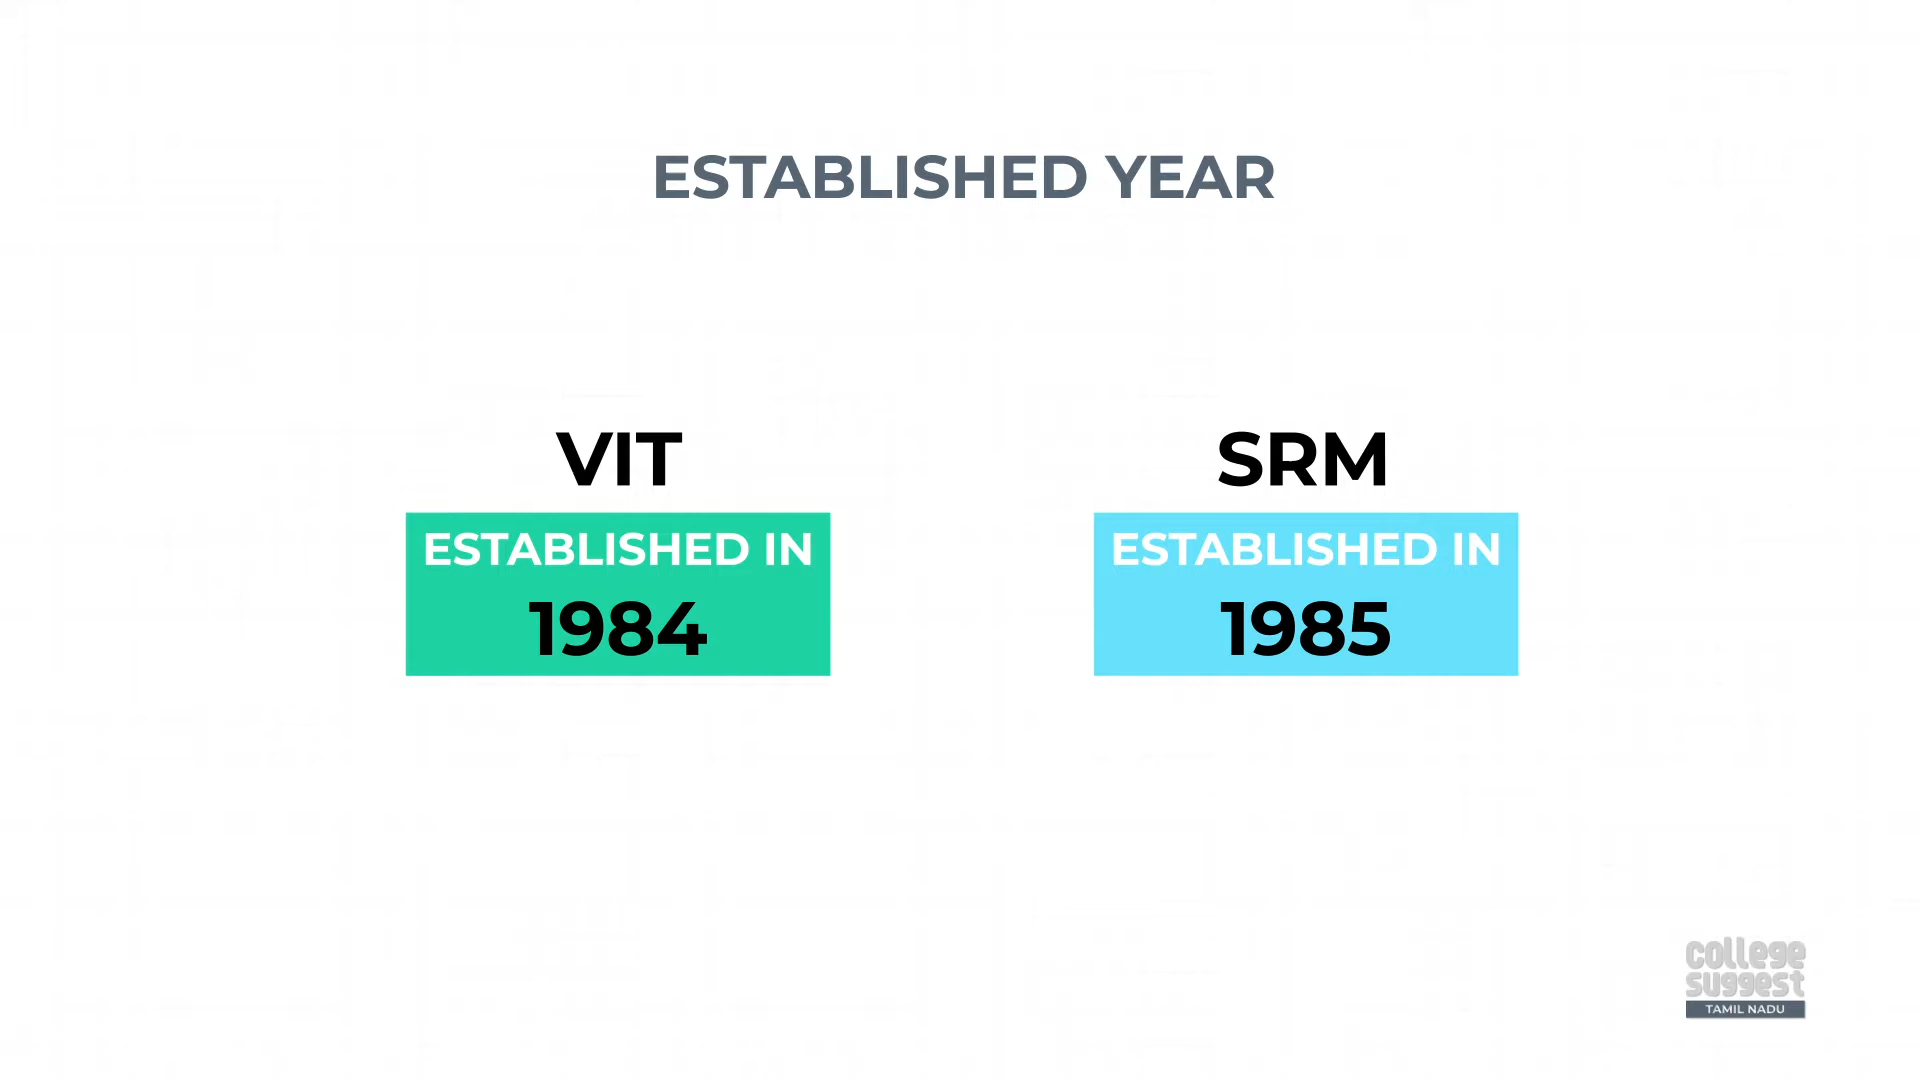 ESTABLISHED YEAR
VIT
ESTABLISHED IN
1984
SRM
ESTABLISHED IN
1985
college
suggest
TAMIL NADU